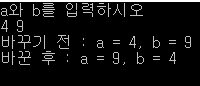 a와 b를 입력하시오
4 9
바꾸기 전 : a = 4, b = 9
바꾼 후 : a = 9, b = 4